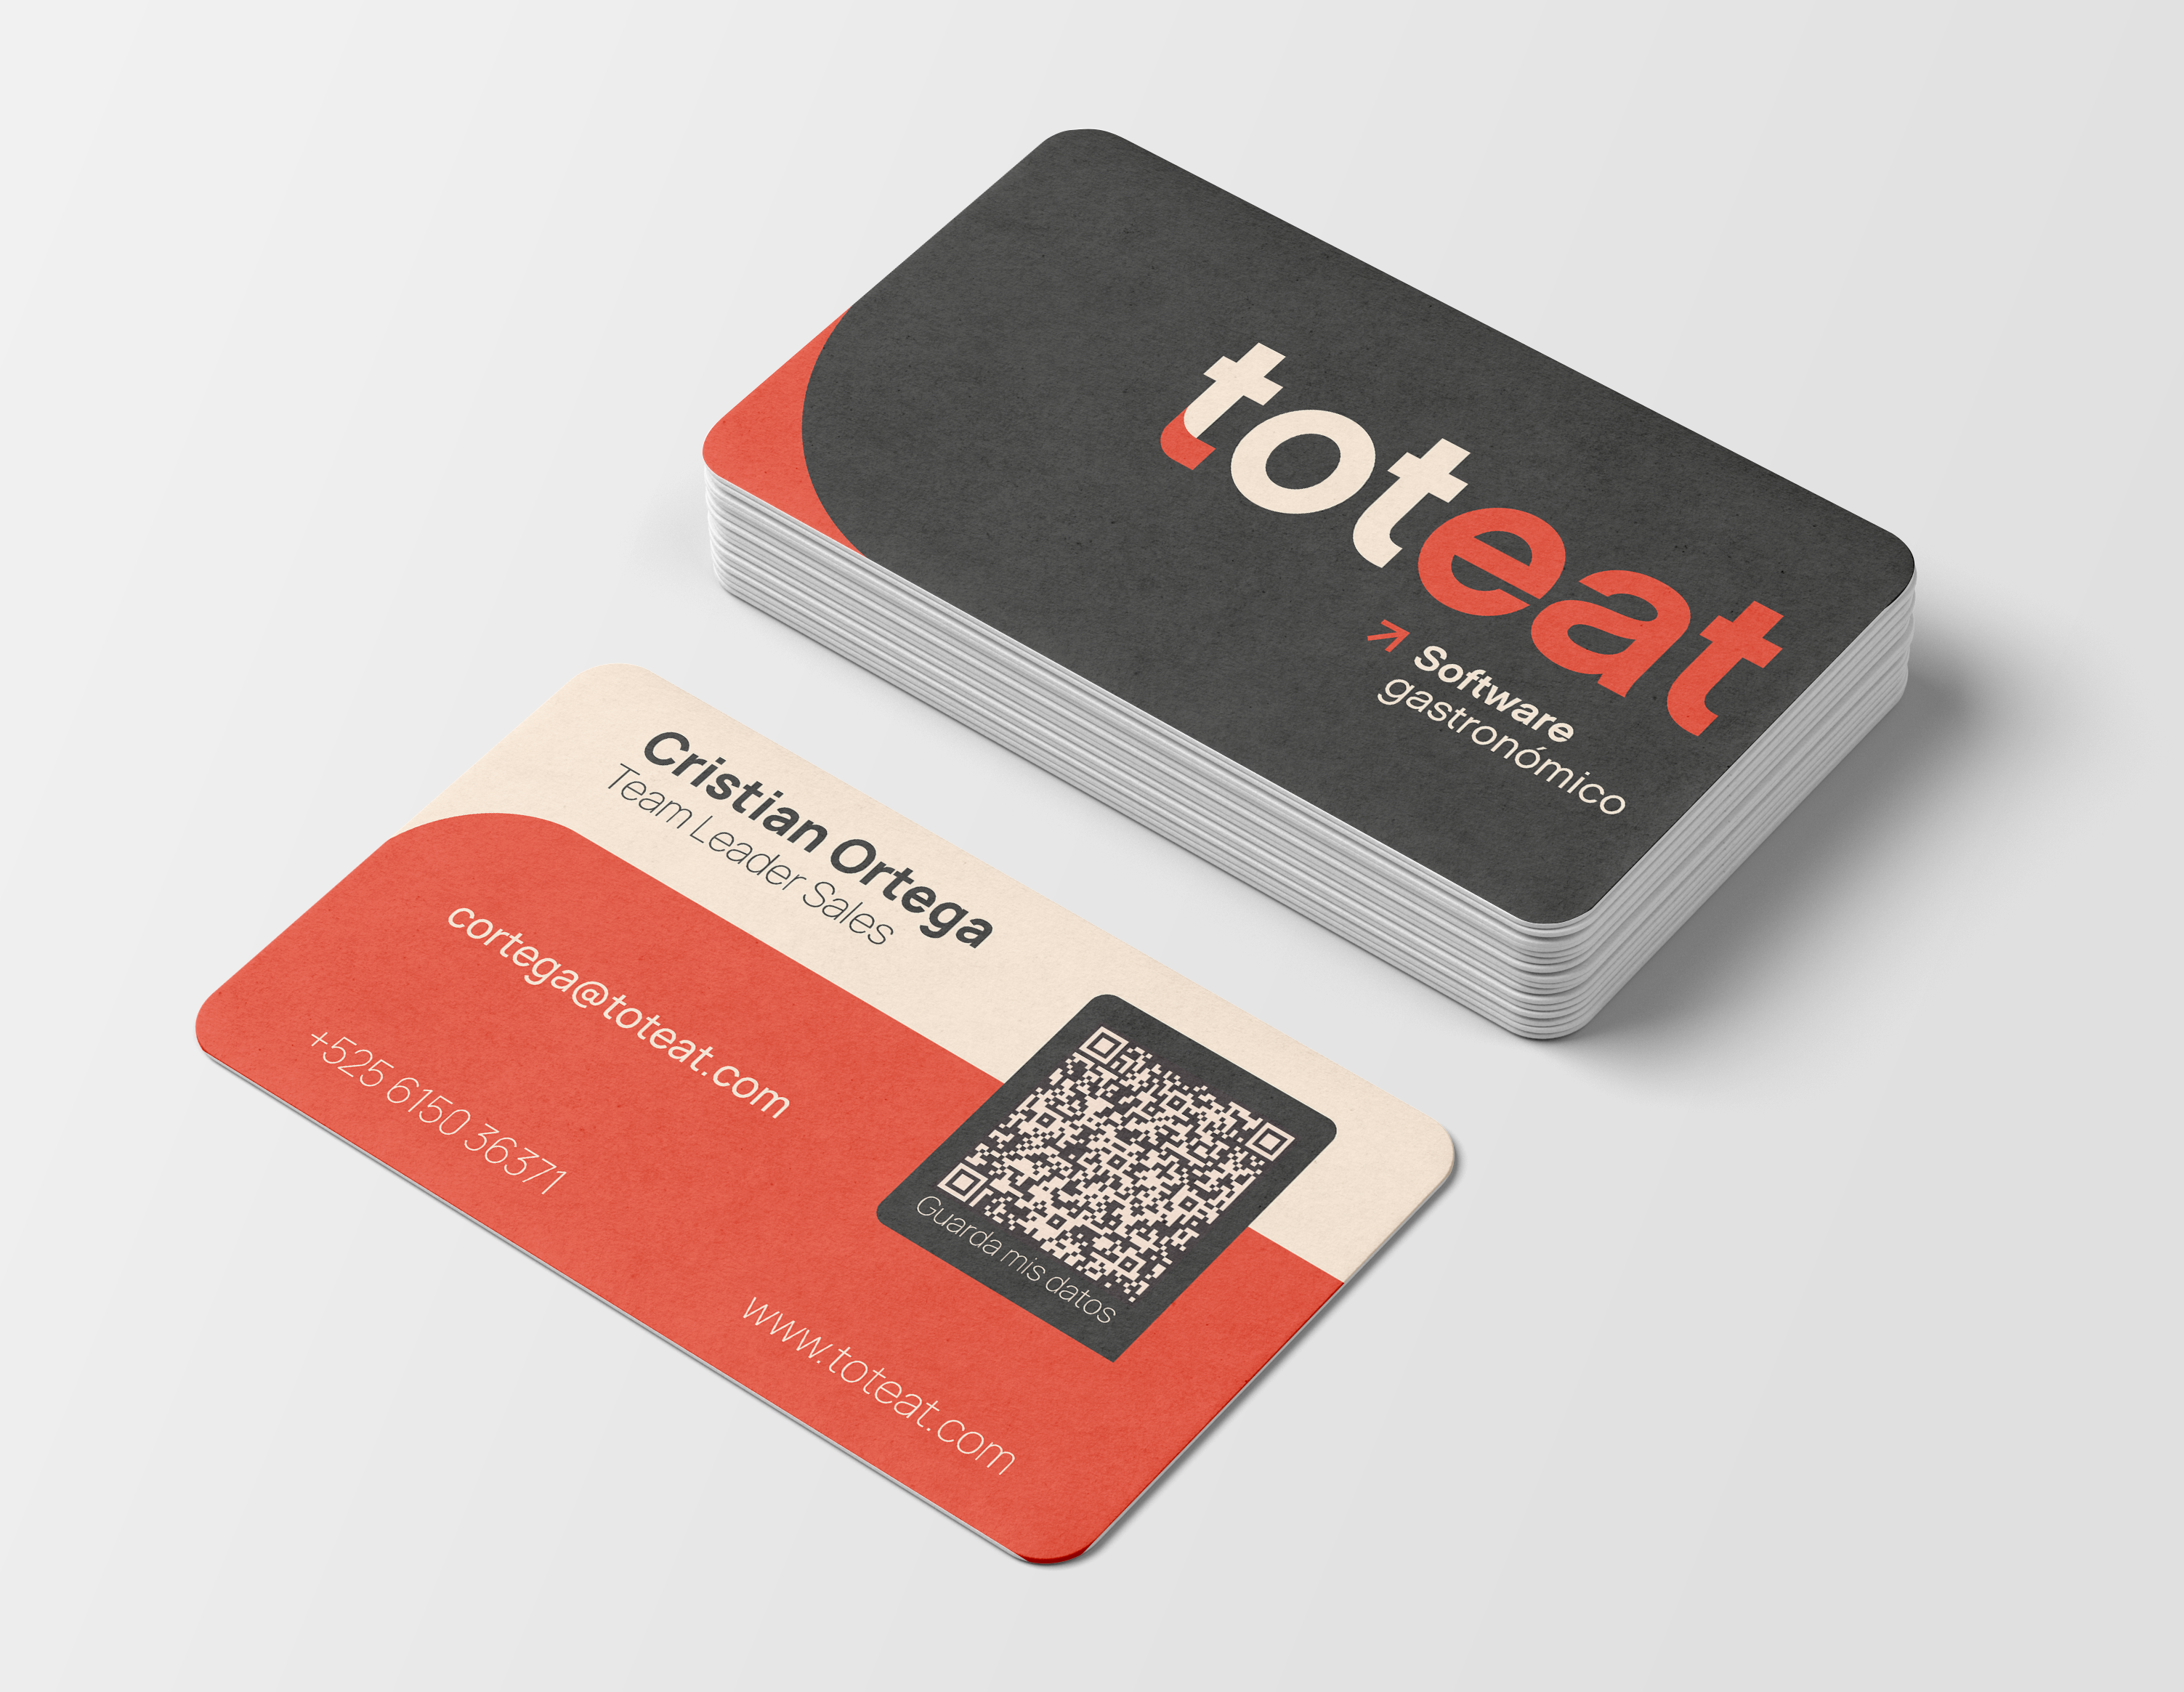 toteat
Software
gastronómico
Cristian Ortega
Team Leader Sales
cortega@toteat.com
+525 6150 36371
Guarda mis datos
www.toteat.com